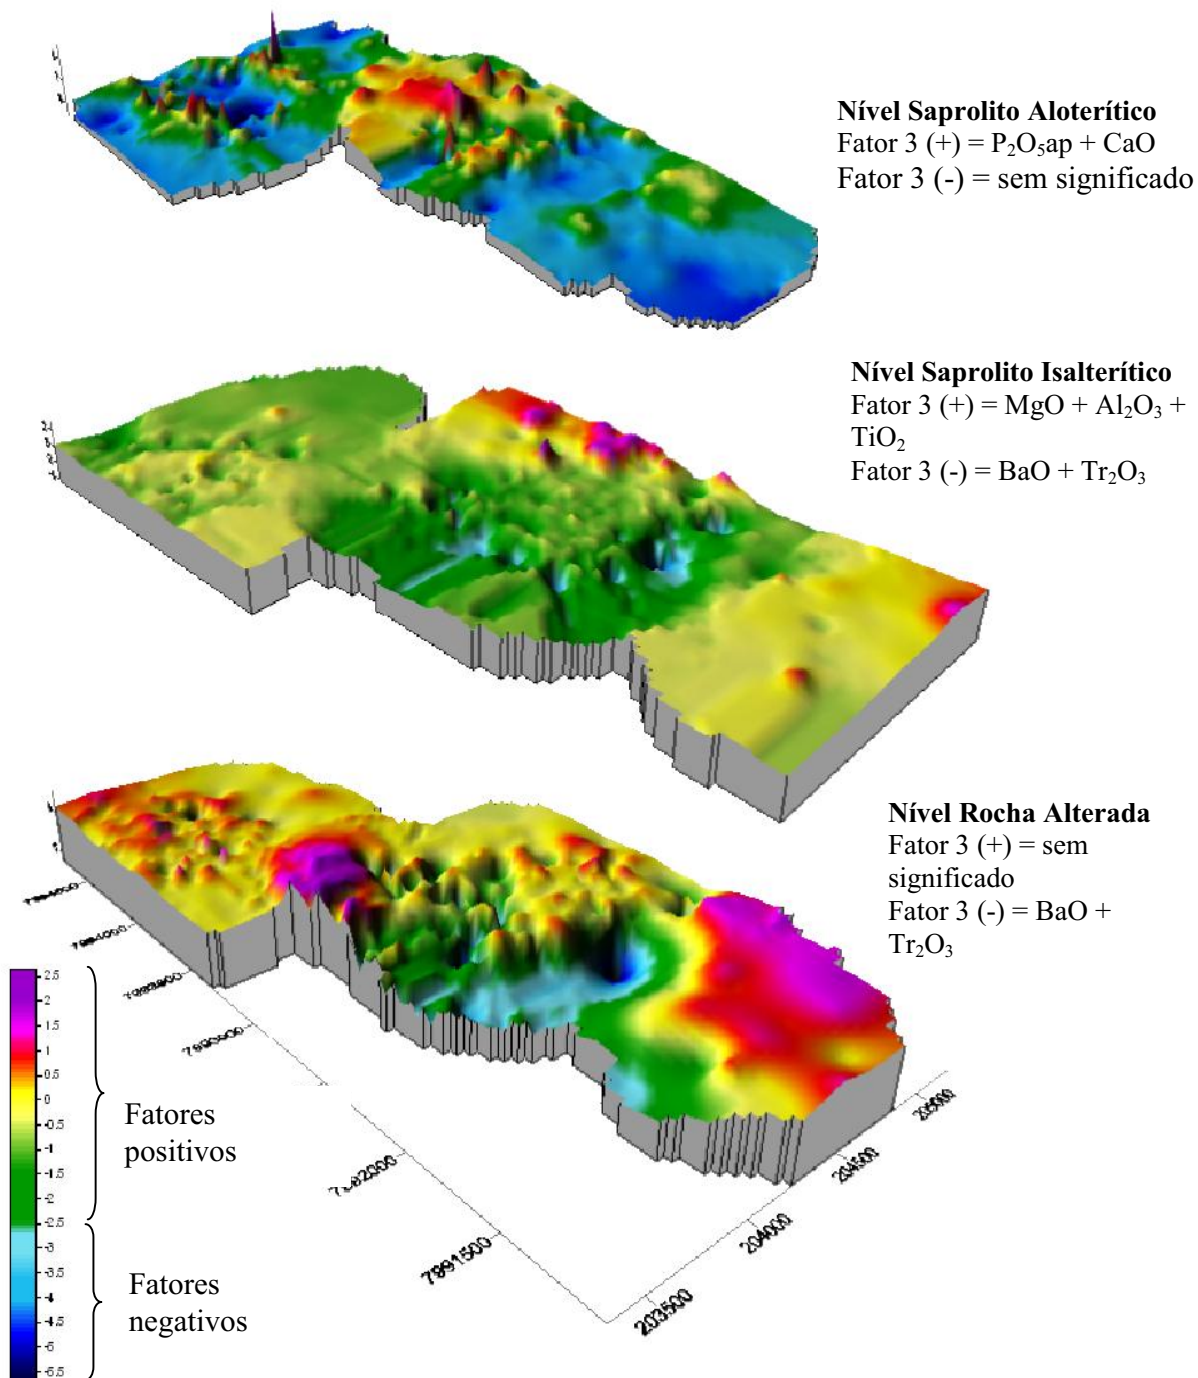 Nível Saprolito Aloterítico
Fator 3 (+) = P₂O₅ap + CaO
Fator 3 (-) = sem significado
Nível Saprolito Isalterítico
Fator 3 (+) = MgO + Al₂O₃ +
TiO₂
Fator 3 (-) = BaO + Tr₂O₃
Nível Rocha Alterada
Fator 3 (+) = sem
significado
Fator 3 (-) = BaO +
Tr₂O₃
2.5
2
1.5
1
0.5
0
-0.5
-1
-1.5
-2
-2.5
-3
-3.5
-4
-4.5
-5
-5.5
Fatores
positivos
Fatores
negativos
7891500
203500
204000
204500
205000